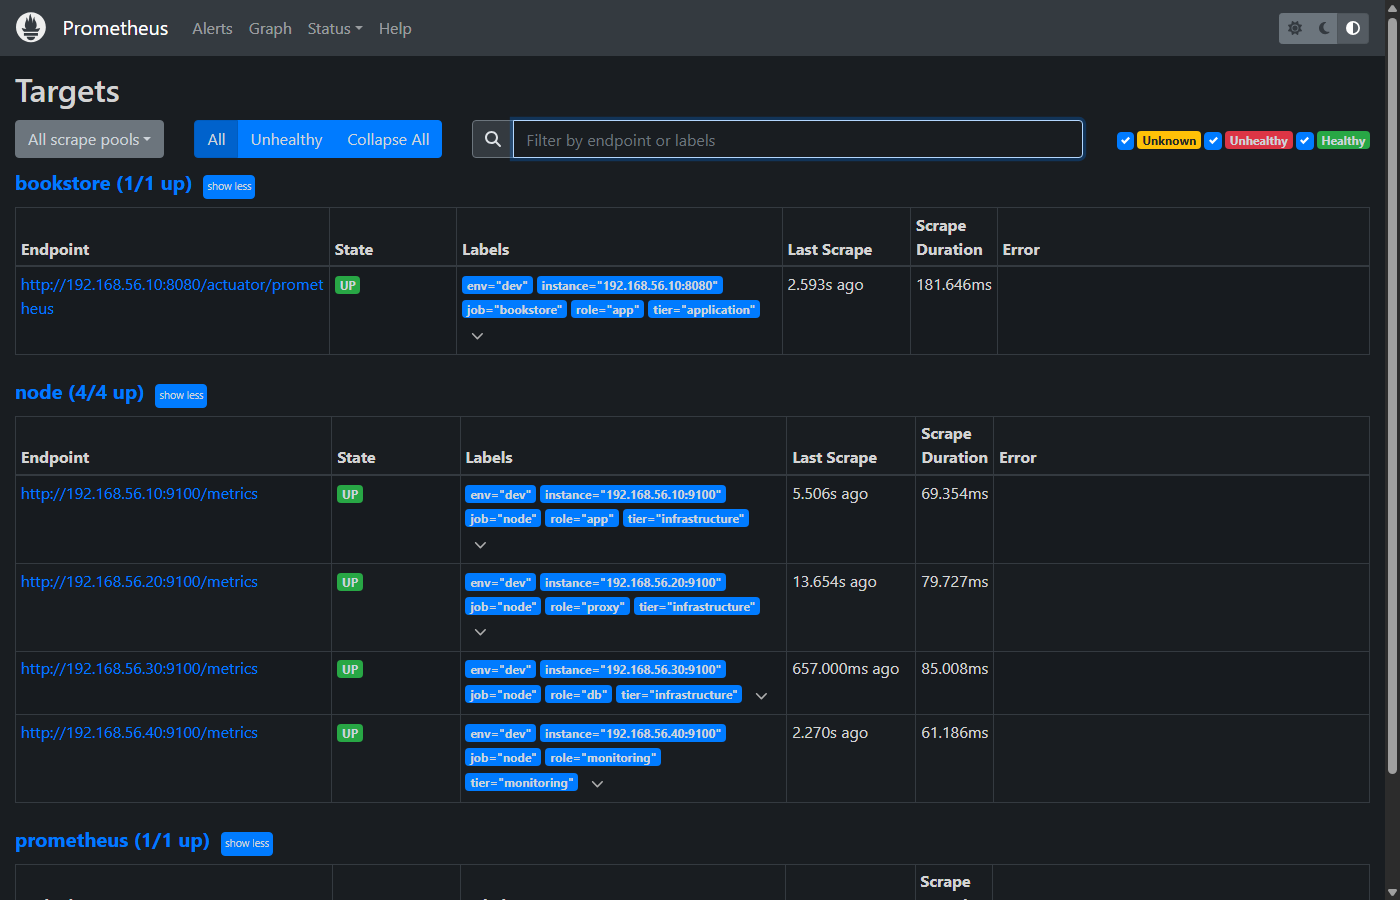 Prometheus Alerts Graph Status Help
Targets
All scrape pools All Unhealthy Collapse All Filter by endpoint or labels Unknown Unhealthy Healthy
bookstore (1/1 up) show less
Endpoint State Labels Last Scrape Scrape Duration Error
http://192.168.56.10:8080/actuator/promet
heus
UP
env="dev" instance="192.168.56.10:8080"
job="bookstore" role="app" tier="application"
2.593s ago 181.646ms
node (4/4 up) show less
Endpoint State Labels Last Scrape Scrape Duration Error
http://192.168.56.10:9100/metrics UP env="dev" instance="192.168.56.10:9100" 5.506s ago 69.354ms
job="node" role="app" tier="infrastructure"
http://192.168.56.20:9100/metrics UP env="dev" instance="192.168.56.20:9100" 13.654s ago 79.727ms
job="node" role="proxy" tier="infrastructure"
http://192.168.56.30:9100/metrics UP env="dev" instance="192.168.56.30:9100" 657.000ms ago 85.008ms
job="node" role="db" tier="infrastructure"
http://192.168.56.40:9100/metrics UP env="dev" instance="192.168.56.40:9100" 2.270s ago 61.186ms
job="node" role="monitoring"
tier="monitoring"
prometheus (1/1 up) show less
Scrape